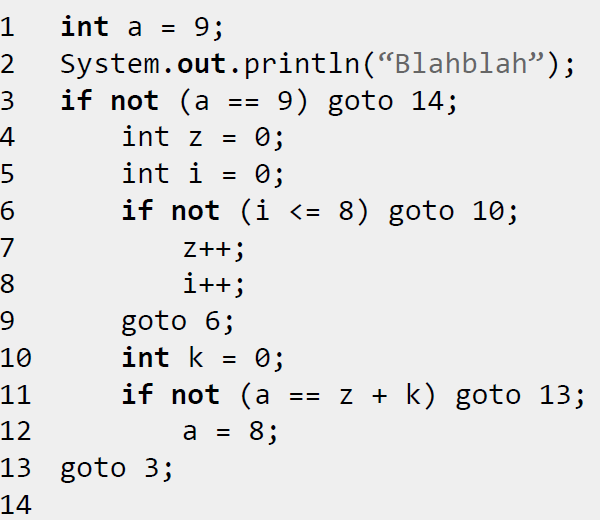 1 int a = 9;
2 System.out.println(“Blahblah”);
3 if not (a == 9) goto 14;
4 int z = 0;
5 int i = 0;
6 if not (i <= 8) goto 10;
7 z++;
8 i++;
9 goto 6;
10 int k = 0;
11 if not (a == z + k) goto 13;
12 a = 8;
13 goto 3;
14